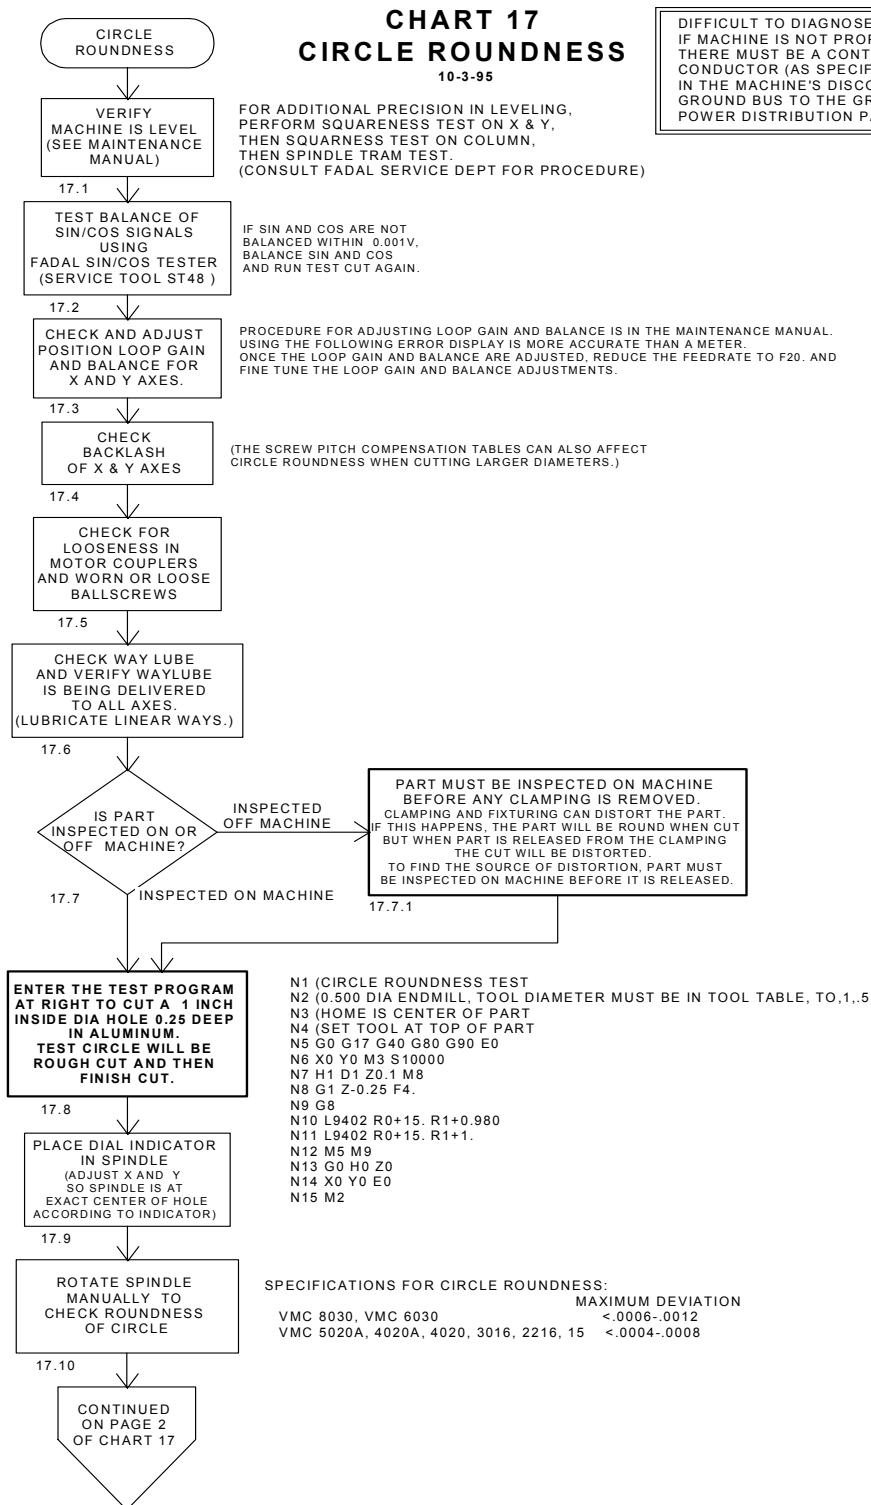 CHART 17
CIRCLE ROUNDNESS
10-3-95
DIFFICULT TO DIAGNOSE
IF MACHINE IS NOT
THERE MUST BE A
CONDUCTOR (AS
IN THE MACHINE'S
GROUND BUS TO THE
POWER DISTRIBUTION
CIRCLE
ROUNDNESS
VERIFY
MACHINE IS LEVEL
(SEE MAINTENANCE
MANUAL)
FOR ADDITIONAL PRECISION IN LEVELING,
PERFORM SQUARENESS TEST ON X & Y,
THEN SQUARNESS TEST ON COLUMN,
THEN SPINDLE TRAM TEST.
(CONSULT FADAL SERVICE DEPT FOR PROCEDURE)
17.1
TEST BALANCE OF
SIN/COS SIGNALS
USING
FADAL SIN/COS TESTER
(SERVICE TOOL ST48 )
IF SIN AND COS ARE NOT
BALANCED WITHIN 0.001V,
BALANCE SIN AND COS
AND RUN TEST CUT AGAIN.
17.2
CHECK AND ADJUST
POSITION LOOP GAIN
AND BALANCE FOR
X AND Y AXES.
PROCEDURE FOR ADJUSTING LOOP GAIN AND BALANCE IS IN THE MAINTENANCE MANUAL.
USING THE FOLLOWING ERROR DISPLAY IS MORE ACCURATE THAN A METER.
ONCE THE LOOP GAIN AND BALANCE ARE ADJUSTED, REDUCE THE FEEDRATE TO F20. AND
FINE TUNE THE LOOP GAIN AND BALANCE ADJUSTMENTS.
17.3
CHECK
BACKLASH
OF X & Y AXES
(THE SCREW PITCH COMPENSATION TABLES CAN ALSO AFFECT
CIRCLE ROUNDNESS WHEN CUTTING LARGER DIAMETERS.)
17.4
CHECK FOR
LOOSENESS IN
MOTOR COUPLERS
AND WORN OR LOOSE
BALLSCREWS
17.5
CHECK WAY LUBE
AND VERIFY WAYLUBE
IS BEING DELIVERED
TO ALL AXES.
(LUBRICATE LINEAR WAYS.)
17.6
IS PART
INSPECTED ON OR
OFF MACHINE?
INSPECTED
OFF MACHINE
PART MUST BE INSPECTED ON MACHINE
BEFORE ANY CLAMPING IS REMOVED.
CLAMPING AND FIXTURING CAN DISTORT THE PART.
IF THIS HAPPENS, THE PART WILL BE ROUND WHEN CUT
BUT WHEN PART IS RELEASED FROM THE CLAMPING
THE CUT WILL BE DISTORTED.
TO FIND THE SOURCE OF DISTORTION, PART MUST
BE INSPECTED ON MACHINE BEFORE IT IS RELEASED.
17.7
INSPECTED ON MACHINE
17.7.1
ENTER THE TEST PROGRAM
AT RIGHT TO CUT A 1 INCH
INSIDE DIA HOLE 0.25 DEEP
IN ALUMINUM.
TEST CIRCLE WILL BE
ROUGH CUT AND THEN
FINISH CUT.
N1 (CIRCLE ROUNDNESS TEST
N2 (0.500 DIA ENDMILL, TOOL DIAMETER MUST BE IN TOOL TABLE, TO,1,.5
N3 (HOME IS CENTER OF PART
N4 (SET TOOL AT TOP OF PART
N5 G0 G17 G40 G80 G90 E0
N6 X0 Y0 M3 S10000
N7 H1 D1 Z0.1 M8
N8 G1 Z-0.25 F4.
N9 G8
N10 L9402 R0+15. R1+0.980
N11 L9402 R0+15. R1+1.
N12 M5 M9
N13 G0 H0 Z0
N14 X0 Y0 E0
N15 M2
17.8
PLACE DIAL INDICATOR
IN SPINDLE
(ADJUST X AND Y
SO SPINDLE IS AT
EXACT CENTER OF HOLE
ACCORDING TO INDICATOR)
17.9
ROTATE SPINDLE
MANUALLY TO
CHECK ROUNDNESS
OF CIRCLE
SPECIFICATIONS FOR CIRCLE ROUNDNESS:
MAXIMUM DEVIATION
VMC 8030, VMC 6030 <.0006-.0012
VMC 5020A, 4020A, 4020, 3016, 2216, 15 <.0004-.0008
17.10
CONTINUED
ON PAGE 2
OF CHART 17